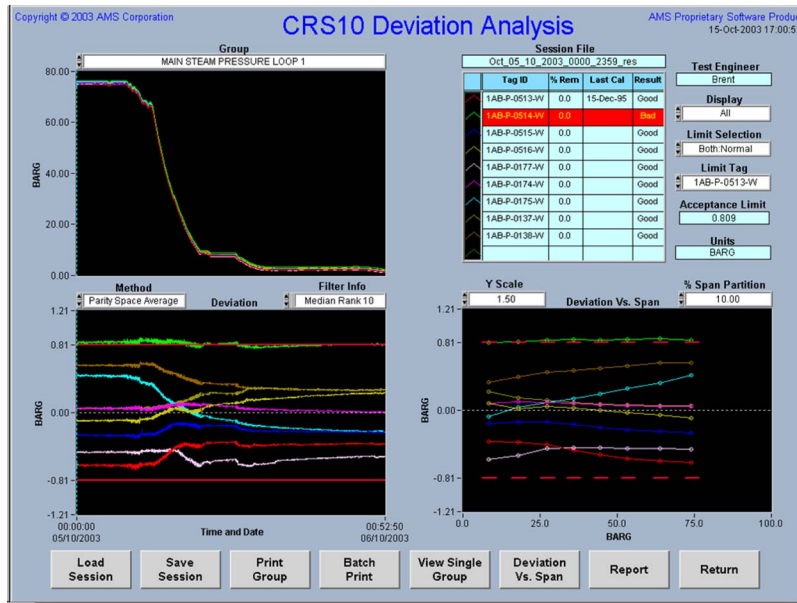 Copyright © 2003 AMS Corporation
CRS10 Deviation Analysis
AMS Proprietary Software
15-Oct-2003
Group
MAIN STEAM PRESSURE LOOP 1
80.00
60.00
40.00
20.00
0.00
BARG
Session File
Oct_05_10_2003_0000_2359_res
Tag ID % Rem Last Cal Result
1AB-P-0513-W 0.0 15-Dec-95 Good
1AB-P-0514-W 0.0 Bad
1AB-P-0515-W 0.0 Good
1AB-P-0516-W 0.0 Good
1AB-P-0177-W 0.0 Good
1AB-P-0174-W 0.0 Good
1AB-P-0175-W 0.0 Good
1AB-P-0137-W 0.0 Good
1AB-P-0138-W 0.0 Good
Test Engineer
Brent
Display
All
Limit Selection
Both:Normal
Limit Tag
1AB-P-0513-W
Acceptance Limit
0.809
Units
BARG
Method
Parity Space Average
Deviation
Filter Info
Median Rank 10
1.21
0.81
0.00
-0.81
-1.21
BARG
00:00:00
05/10/2003
Time and Date
00:52:50
06/10/2003
Y Scale
1.50
Deviation Vs. Span
% Span Partition
10.00
1.21
0.81
0.00
-0.81
-1.21
BARG
0.0 25.0 50.0 75.0 100.0
BARG
Load Session
Save Session
Print Group
Batch Print
View Single Group
Deviation Vs. Span
Report
Return